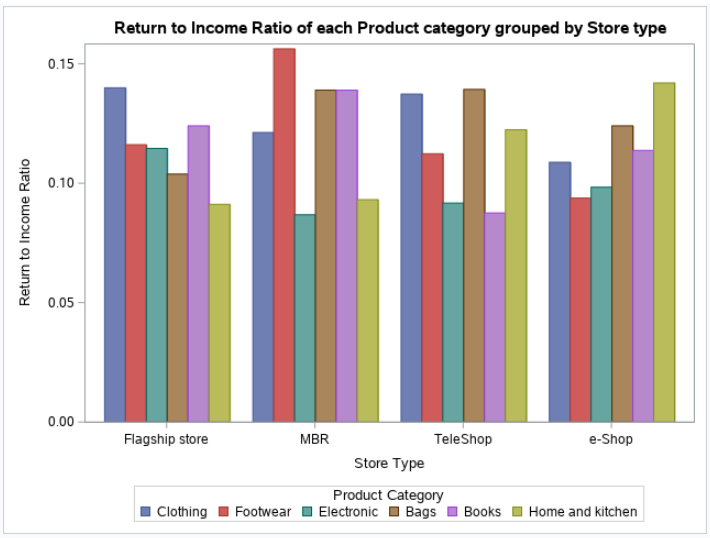 Return to Income Ratio of each Product category grouped by Store type
0.15
0.10
0.05
0.00
Return to Income Ratio
Flagship store MBR TeleShop e-Shop
Store Type
Product Category
Clothing Footwear Electronic Bags Books Home and kitchen